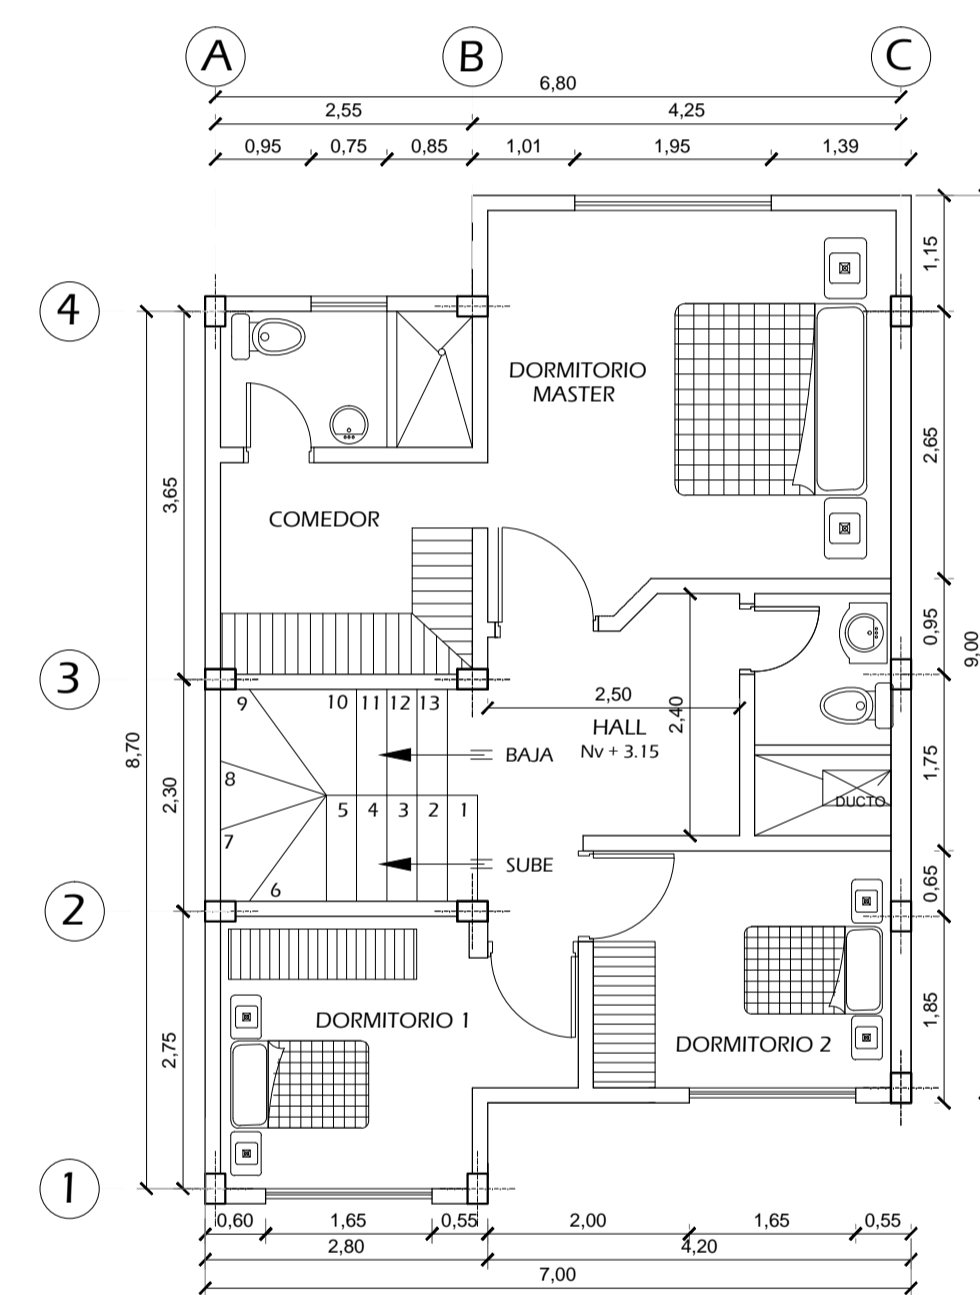 A B C
6,80
2,55 4,25
0,95 0,75 0,85 1,01 1,95 1,39
1,15
4
DORMITORIO
MASTER
2,65
3,65
COMEDOR
0,95
9,00
3
2,50
2,40
HALL
Nv + 3.15
9 10 11 12 13
BAJA
8,70
2,30
8
1,75
5 4 3 2 1
DUCTO
7
SUBE
6
0,65
2
DORMITORIO 1
1,85
2,75
DORMITORIO 2
1
0,60 1,65 0,55 2,00 1,65 0,55
2,80 4,20
7,00